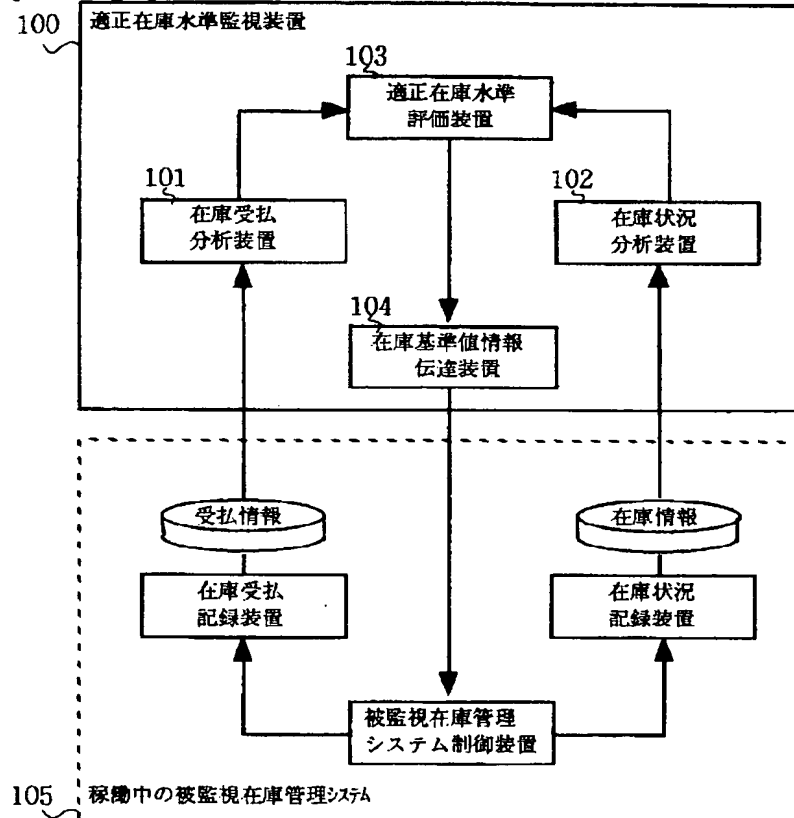 100
適正在庫水準監視装置
103
適正在庫水準
評価装置
101
在庫受払
分析装置
102
在庫状況
分析装置
104
在庫基準値情報
伝達装置
受払情報
在庫情報
在庫受払
記録装置
在庫状況
記録装置
被監視在庫管理
システム制御装置
105
稼働中の被監視在庫管理システム